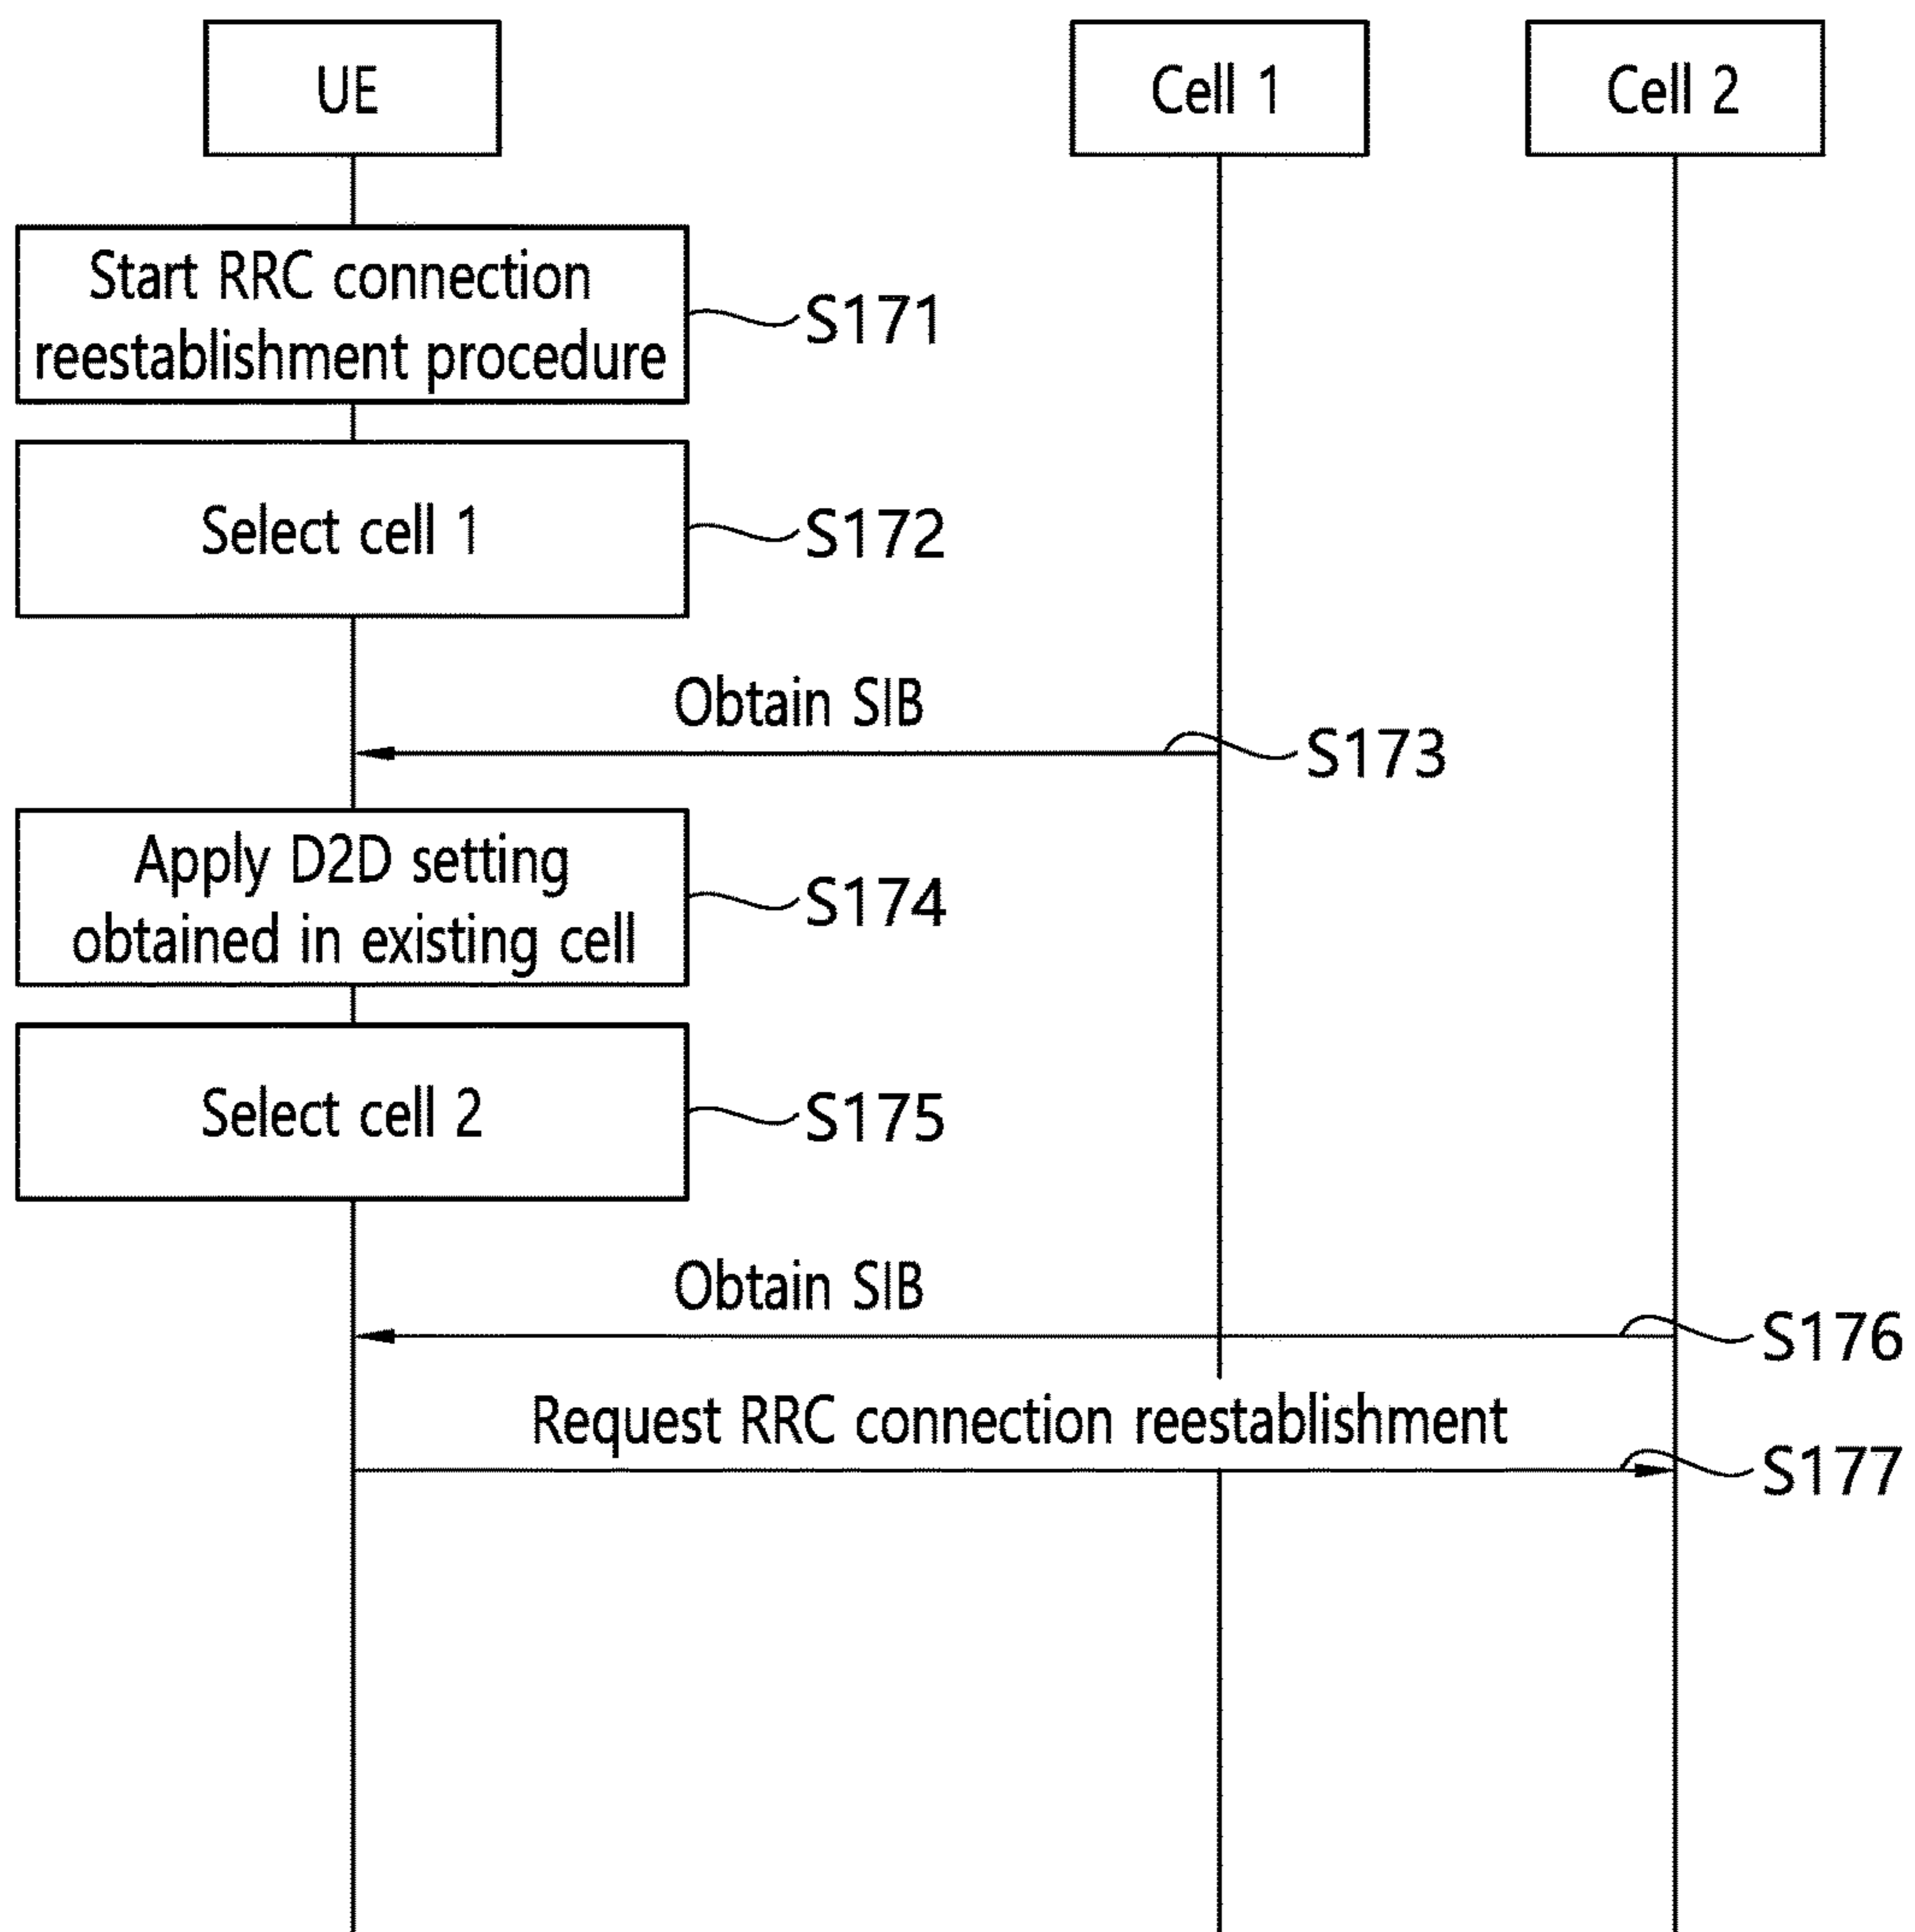 UE
Cell 1
Cell 2
Start RRC connection
reestablishment procedure
S171
Select cell 1
S172
Obtain SIB
S173
Apply D2D setting
obtained in existing cell
S174
Select cell 2
S175
Obtain SIB
S176
Request RRC connection reestablishment
S177